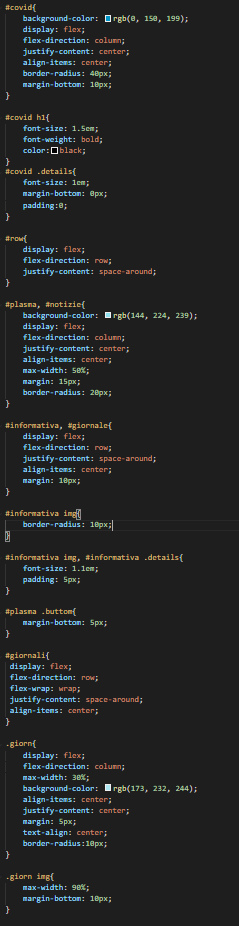 #covid{
    background-color: rgb(0, 150, 199);
    display: flex;
    flex-direction: column;
    justify-content: center;
    align-items: center;
    border-radius: 40px;
    margin-bottom: 10px;
}

#covid h1{
    font-size: 1.5em;
    font-weight: bold;
    color: black;
}
#covid .details{
    font-size: 1em;
    margin-bottom: 0px;
    padding:0;
}

#row{
    display: flex;
    flex-direction: row;
    justify-content: space-around;
}

#plasma, #notizie{
    background-color: rgb(144, 224, 239);
    display: flex;
    flex-direction: column;
    justify-content: center;
    align-items: center;
    max-width: 50%;
    margin: 15px;
    border-radius: 20px;
}

#informativa, #giornale{
    display: flex;
    flex-direction: row;
    justify-content: space-around;
    align-items: center;
    margin: 10px;
}

#informativa img{
    border-radius: 10px;
}

#informativa img, #informativa .details{
    font-size: 1.1em;
    padding: 5px;
}

#plasma .buttom{
    margin-bottom: 5px;
}

#giornali{
 display: flex;
 flex-direction: row;
 flex-wrap: wrap;
 justify-content: space-around;
 align-items: center;
}

.giorn{
    display: flex;
    flex-direction: column;
    max-width: 30%;
    background-color: rgb(173, 232, 244);
    align-items: center;
    justify-content: center;
    margin: 5px;
    text-align: center;
    border-radius:10px;
}

.giorn img{
    max-width: 90%;
    margin-bottom: 10px;
}